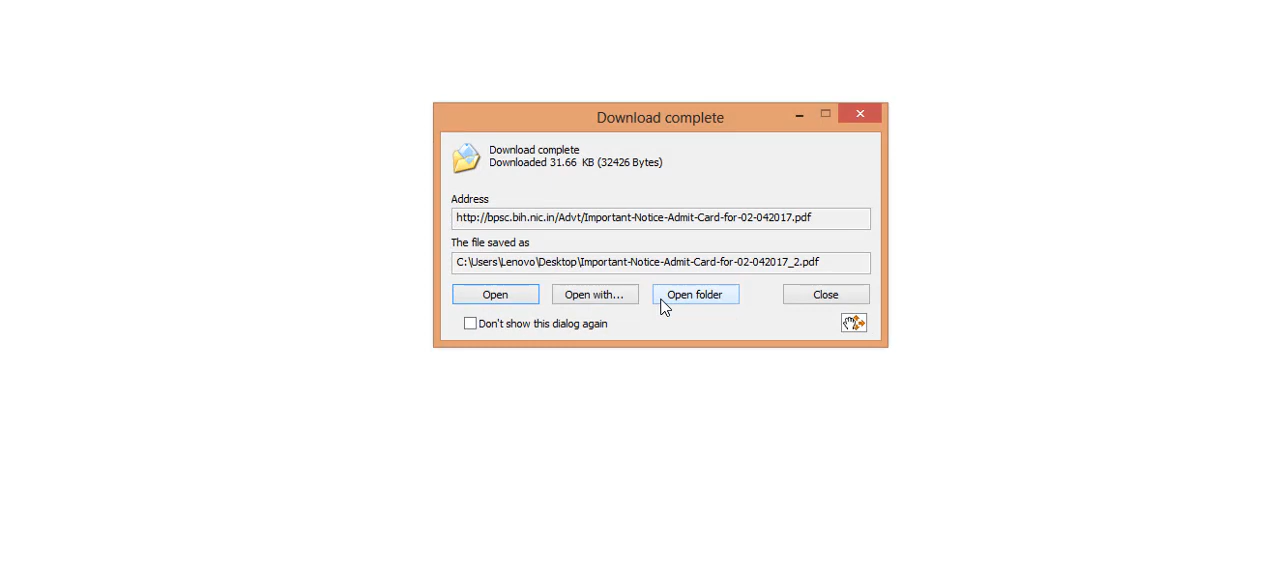 Download complete
Download complete
Downloaded 31.66 KB (32426 Bytes)
Address
http://bpsc.bih.nic.in/Advt/Important-Notice-Admit-Card-for-02-042017.pdf
The file saved as
C:\Users\Lenovo\Desktop\Important-Notice-Admit-Card-for-02-042017_2.pdf
Open Open with... Open folder Close
Don't show this dialog again